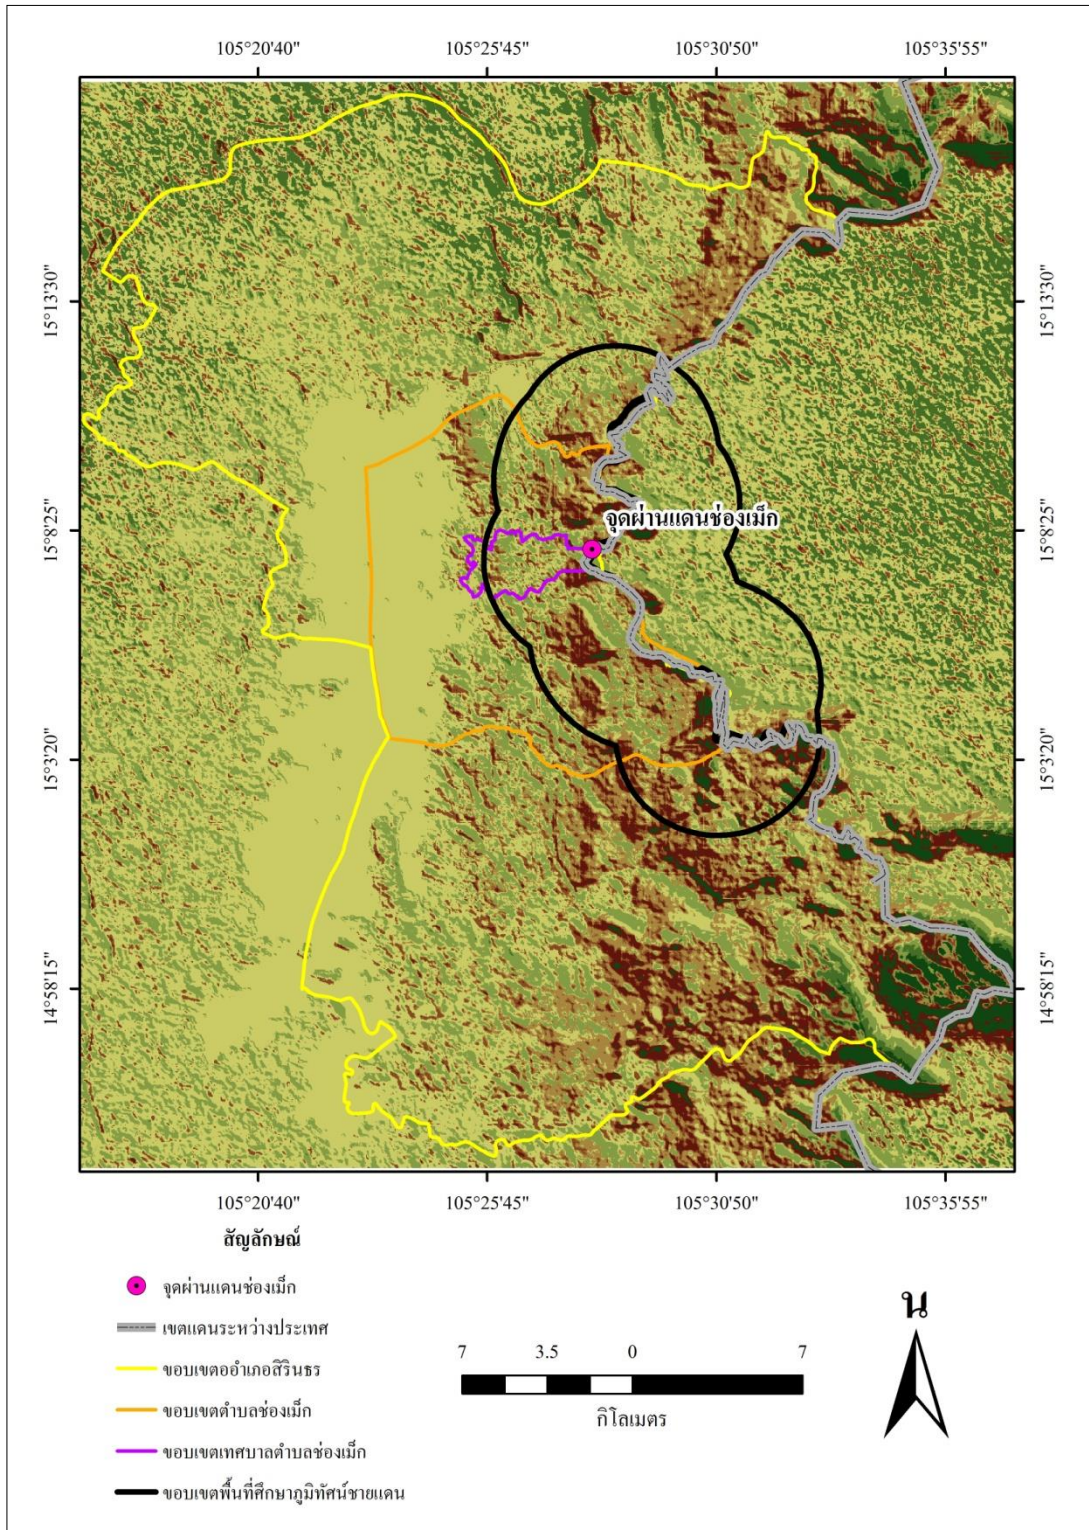 105°20'40" 105°25'45" 105°30'50" 105°35'55"
15°13'30" 15°13'30"
จุดผ่านแดนช่องเม็ก
15°8'25" 15°8'25"
15°3'20" 15°3'20"
14°58'15" 14°58'15"
105°20'40" 105°25'45" 105°30'50" 105°35'55"
สัญลักษณ์
จุดผ่านแดนช่องเม็ก
เขตแดนระหว่างประเทศ
ขอบเขตออำเภอสิรินธร
ขอบเขตตำบลช่องเม็ก
ขอบเขตเทศบาลตำบลช่องเม็ก
ขอบเขตพื้นที่ศึกษาภูมิทัศน์ชายแดน
7 3.5 0 7
กิโลเมตร
น